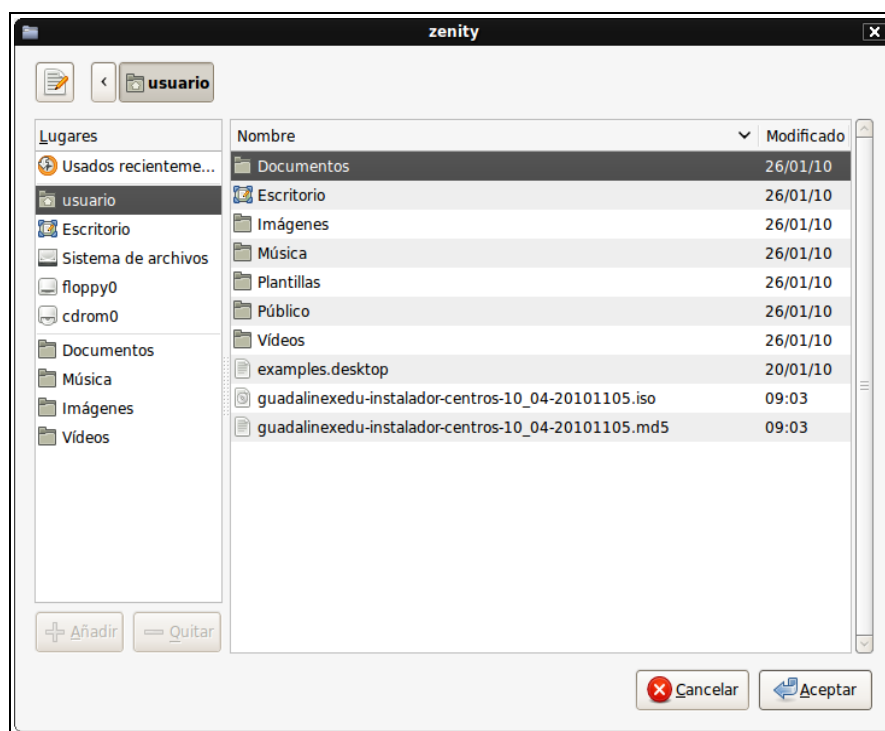 zenity
usuario
Lugares
Usados recienteme...
usuario
Escritorio
Sistema de archivos
floppy0
cdrom0
Documentos
Música
Imágenes
Vídeos
Añadir
Quitar
Nombre Modificado
Documentos 26/01/10
Escritorio 26/01/10
Imágenes 26/01/10
Música 26/01/10
Plantillas 26/01/10
Público 26/01/10
Vídeos 26/01/10
examples.desktop 20/01/10
guadalinexedu-instalador-centros-10_04-20101105.iso 09:03
guadalinexedu-instalador-centros-10_04-20101105.md5 09:03
Cancelar
Aceptar